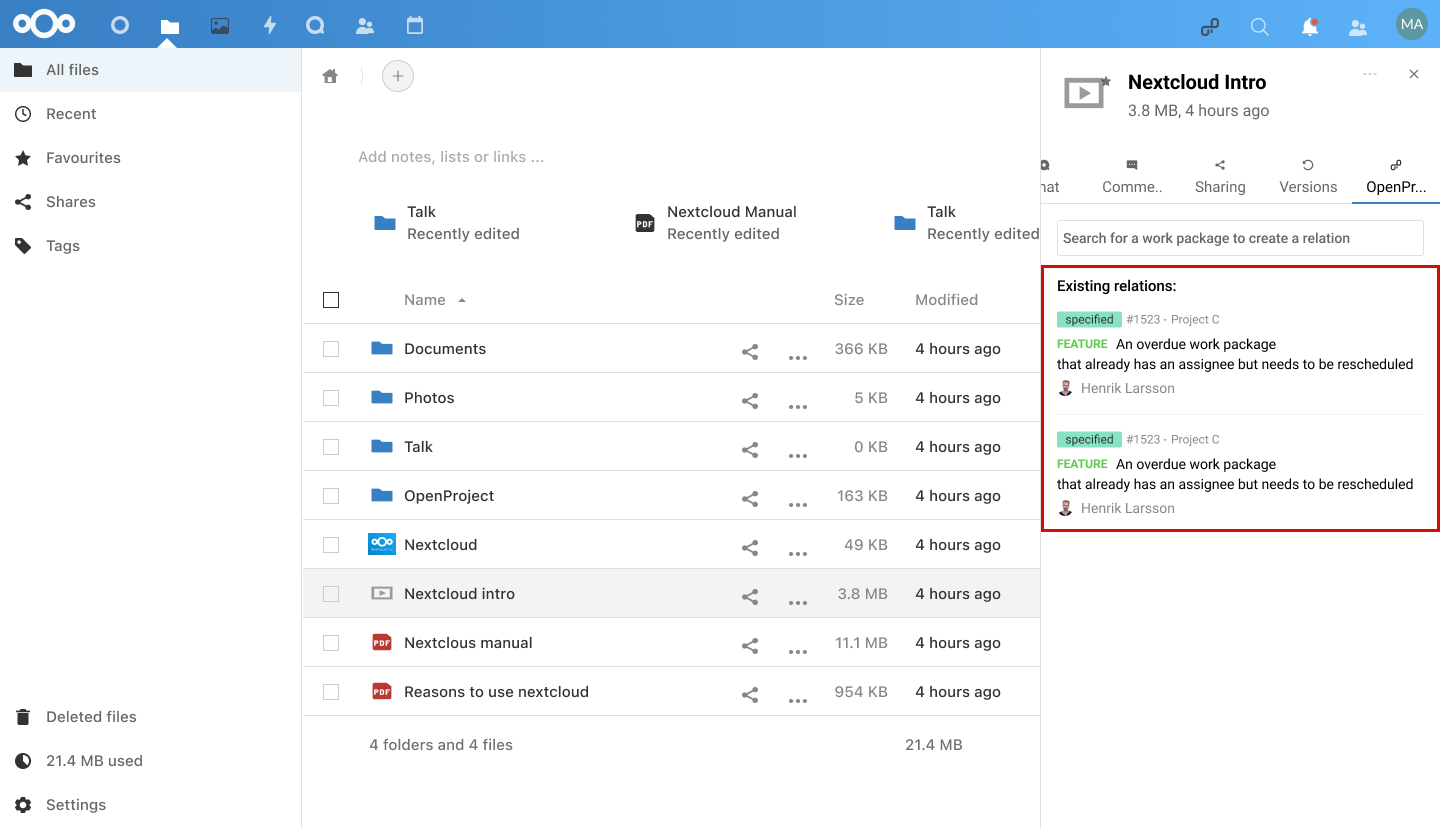 MA
All files
Recent
Favourites
Shares
Tags
Deleted files
21.4 MB used
Settings
Add notes, lists or links ...
Talk
Recently edited
PDF
Nextcloud Manual
Recently edited
Talk
Recently edited
Name Size Modified
Documents 366 KB 4 hours ago
Photos 5 KB 4 hours ago
Talk 0 KB 4 hours ago
OpenProject 163 KB 4 hours ago
Nextcloud 49 KB 4 hours ago
Nextcloud intro 3.8 MB 4 hours ago
PDF Nextclous manual 11.1 MB 4 hours ago
PDF Reasons to use nextcloud 954 KB 4 hours ago
4 folders and 4 files 21.4 MB
Nextcloud Intro
3.8 MB, 4 hours ago
hat Comme.. Sharing Versions OpenPr...
Search for a work package to create a relation
Existing relations:
specified #1523 - Project C
FEATURE An overdue work package
that already has an assignee but needs to be rescheduled
Henrik Larsson
specified #1523 - Project C
FEATURE An overdue work package
that already has an assignee but needs to be rescheduled
Henrik Larsson